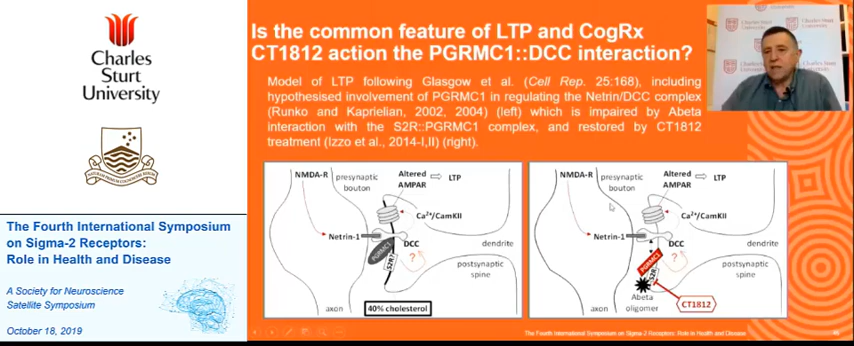 Charles
Sturt
University
The Fourth International Symposium
on Sigma-2 Receptors:
Role in Health and Disease
A Society for Neuroscience
Satellite Symposium
October 18, 2019
Is the common feature of LTP and CogRx
CT1812 action the PGRMC1::DCC interaction?
Model of LTP following Glasgow et al. (Cell Rep. 25:168), including
hypothesised involvement of PGRMC1 in regulating the Netrin/DCC complex
(Runko and Kaprielian, 2002, 2004) (left) which is impaired by Abeta
interaction with the S2R::PGRMC1 complex, and restored by CT1812
treatment (Izzo et al., 2014-I,II) (right).
NMDA-R
presynaptic
bouton
Altered
AMPAR
LTP
Ca²⁺/CamKII
Netrin-1
DCC
dendrite
PGRMC1
S2R?
?
postsynaptic
spine
axon
40% cholesterol
NMDA-R
presynaptic
bouton
Altered
AMPAR
LTP
Ca²⁺/CamKII
Netrin-1
DCC
dendrite
PGRMC1
S2R?
?
postsynaptic
spine
Abeta
oligomer
axon
CT1812
The Fourth International Symposium on Sigma-2 Receptors: Role in Health and Disease